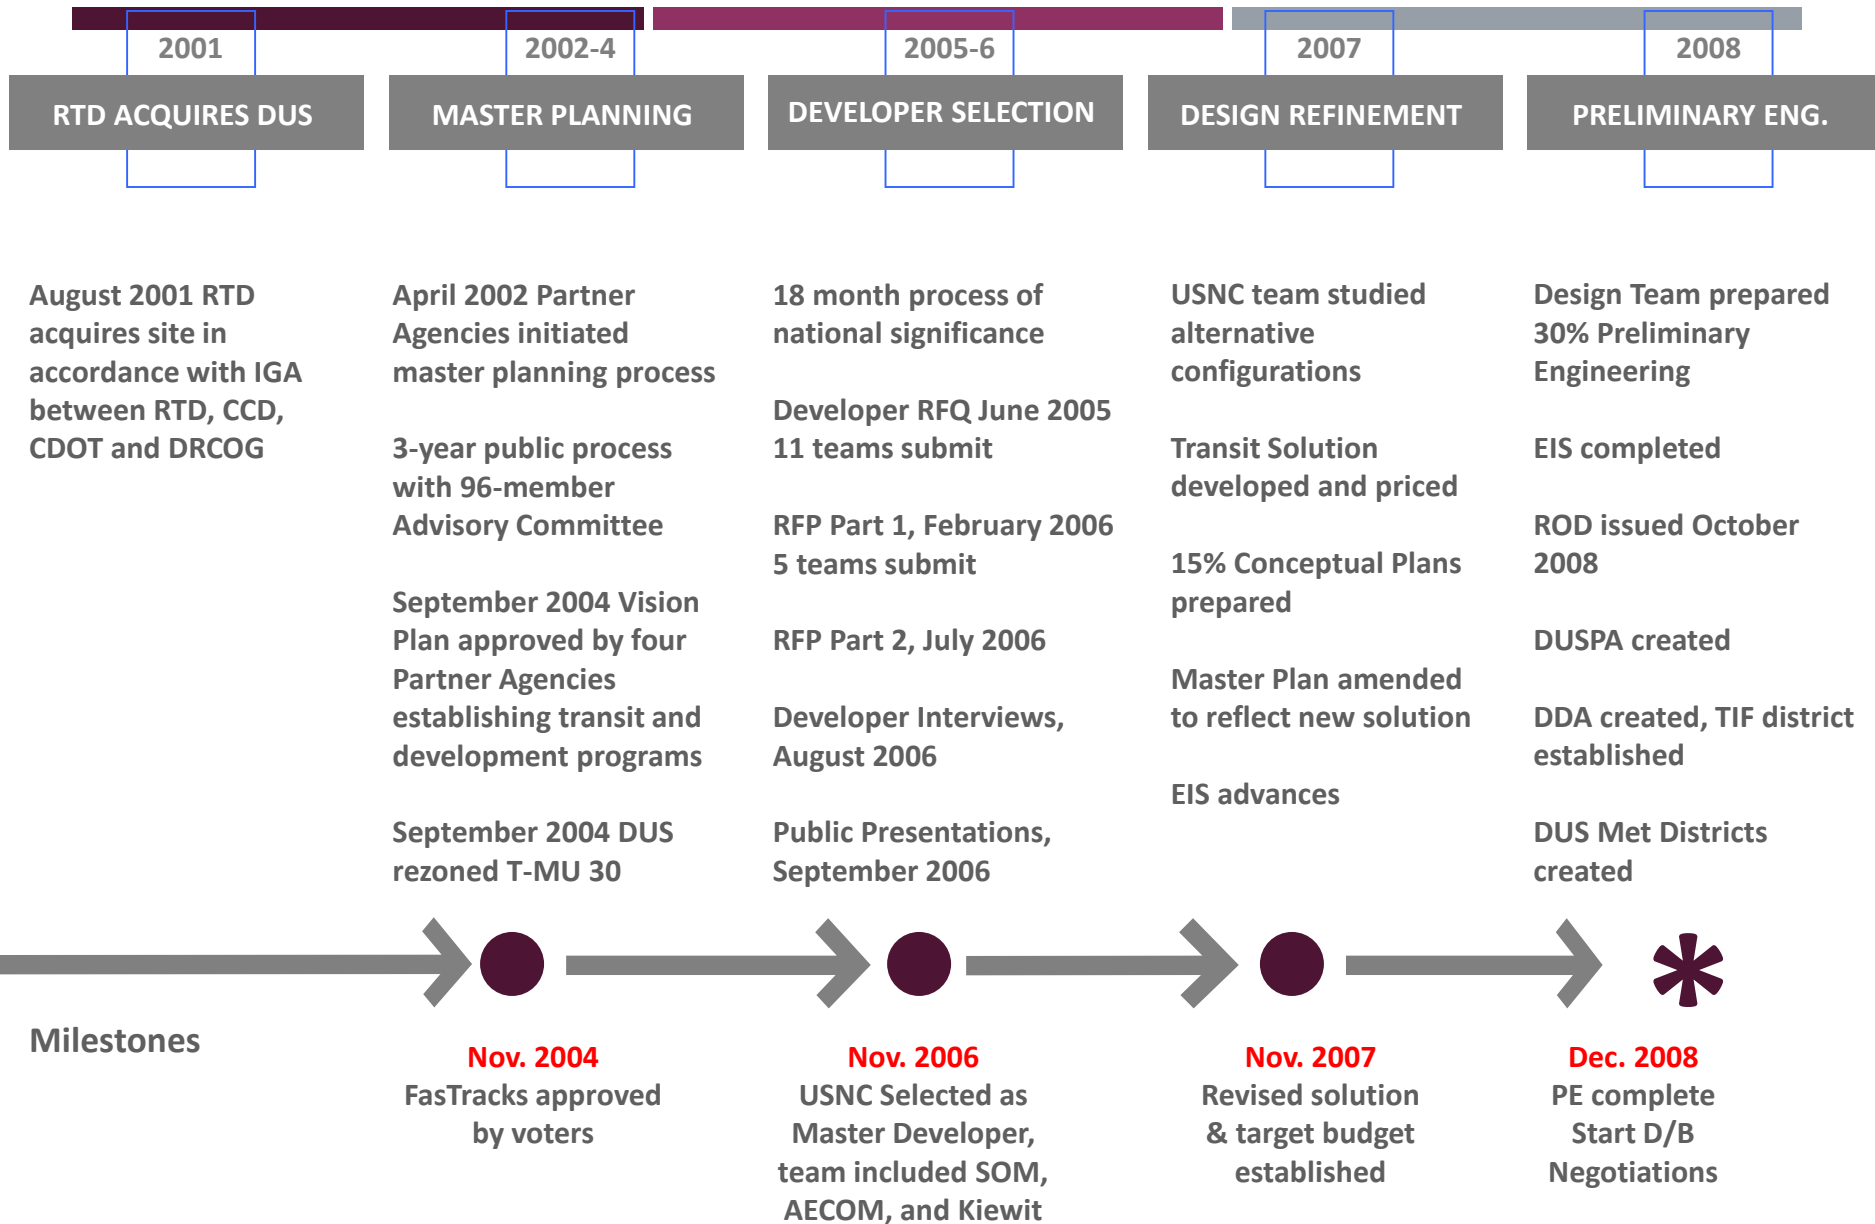 2001
2002-4
2005-6
2007
2008
RTD ACQUIRES DUS
MASTER PLANNING
DEVELOPER SELECTION
DESIGN REFINEMENT
PRELIMINARY ENG.
August 2001 RTD
acquires site in
accordance with IGA
between RTD, CCD,
CDOT and DRCOG
April 2002 Partner
Agencies initiated
master planning process
3-year public process
with 96-member
Advisory Committee
September 2004 Vision
Plan approved by four
Partner Agencies
establishing transit and
development programs
September 2004 DUS
rezoned T-MU 30
18 month process of
national significance
Developer RFQ June 2005
11 teams submit
RFP Part 1, February 2006
5 teams submit
RFP Part 2, July 2006
Developer Interviews,
August 2006
Public Presentations,
September 2006
USNC team studied
alternative
configurations
Transit Solution
developed and priced
15% Conceptual Plans
prepared
Master Plan amended
to reflect new solution
EIS advances
Design Team prepared
30% Preliminary
Engineering
EIS completed
ROD issued October
2008
DUSPA created
DDA created, TIF district
established
DUS Met Districts
created
Milestones
Nov. 2004
FasTracks approved
by voters
Nov. 2006
USNC Selected as
Master Developer,
team included SOM,
AECOM, and Kiewit
Nov. 2007
Revised solution
& target budget
established
Dec. 2008
PE complete
Start D/B
Negotiations